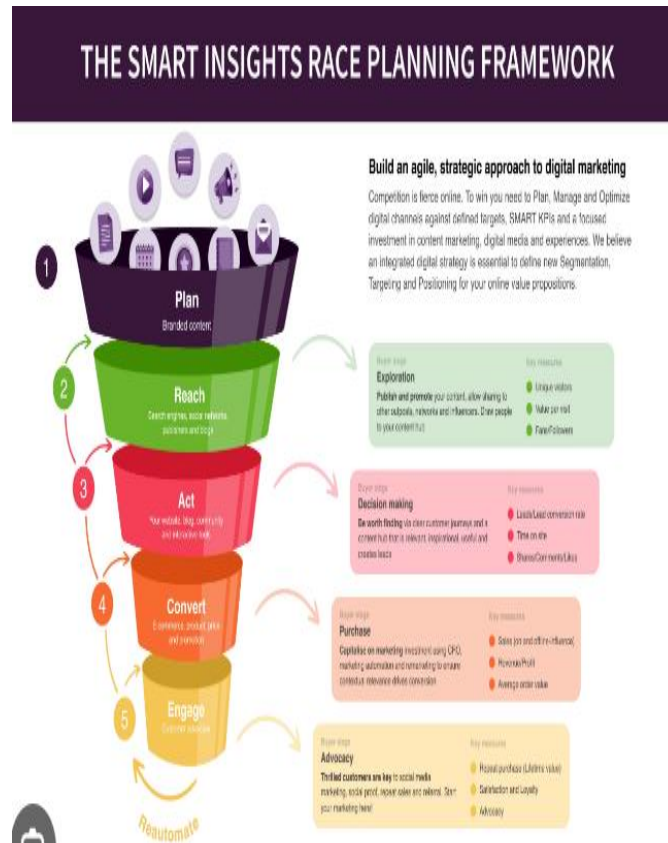 THE SMART INSIGHTS RACE PLANNING FRAMEWORK
Build an agile, strategic approach to digital marketing
Competition is fierce online. To win you need to Plan, Manage and Optimize
digital channels against defined targets, SMART KPIs and a focused
investment in content marketing, digital media and experiences. We believe
an integrated digital strategy is essential to define new Segmentation,
Targeting and Positioning for your online value propositions.
1
Plan
Branded content
2
Reach
Search engines, social networks,
publishers and blogs
Buyer stage
Exploration
Publish and promote your content, allow sharing to
other outposts, networks and influencers. Draw people
to your content hub
Key measures
Unique visitors
Value per visit
Fans/Followers
3
Act
Your website, blog, community
and interactive tools
Buyer stage
Decision making
Be worth finding via clear customer journeys and a
content hub that is relevant, inspirational, useful and
creates leads
Key measures
Leads/Lead conversion rate
Time on site
Shares/Comments/Likes
4
Convert
E-commerce, product, price
and promotion
Buyer stage
Purchase
Capitalise on marketing investment using CRO,
marketing automation and remarketing to ensure
contextual relevance drives conversion
Key measures
Sales (on and offline-influence)
Revenue/Profit
Average order value
5
Engage
Customer advocacy
Buyer stage
Advocacy
Thrilled customers are key to social media
marketing, social proof, repeat sales and referral. Start
your marketing here!
Key measures
Repeat purchase (Lifetime value)
Satisfaction and Loyalty
Advocacy
Reautomate